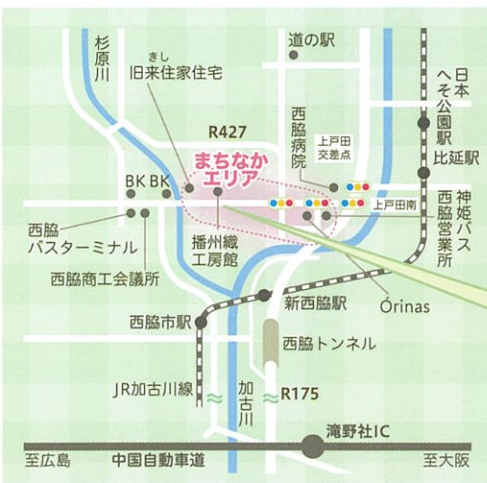 杉原川
きし
旧来住家住宅
道の駅
日本
へそ公園駅
R427
西脇病院
上戸田
交差点
比延駅
まちなか
エリア
BK BK
上戸田南
神姫バス
西脇営業所
西脇
バスターミナル
播州織
工房館
西脇商工会議所
Órinas
新西脇駅
西脇市駅
西脇トンネル
JR加古川線
加古川
R175
滝野社IC
至広島
中国自動車道
至大阪